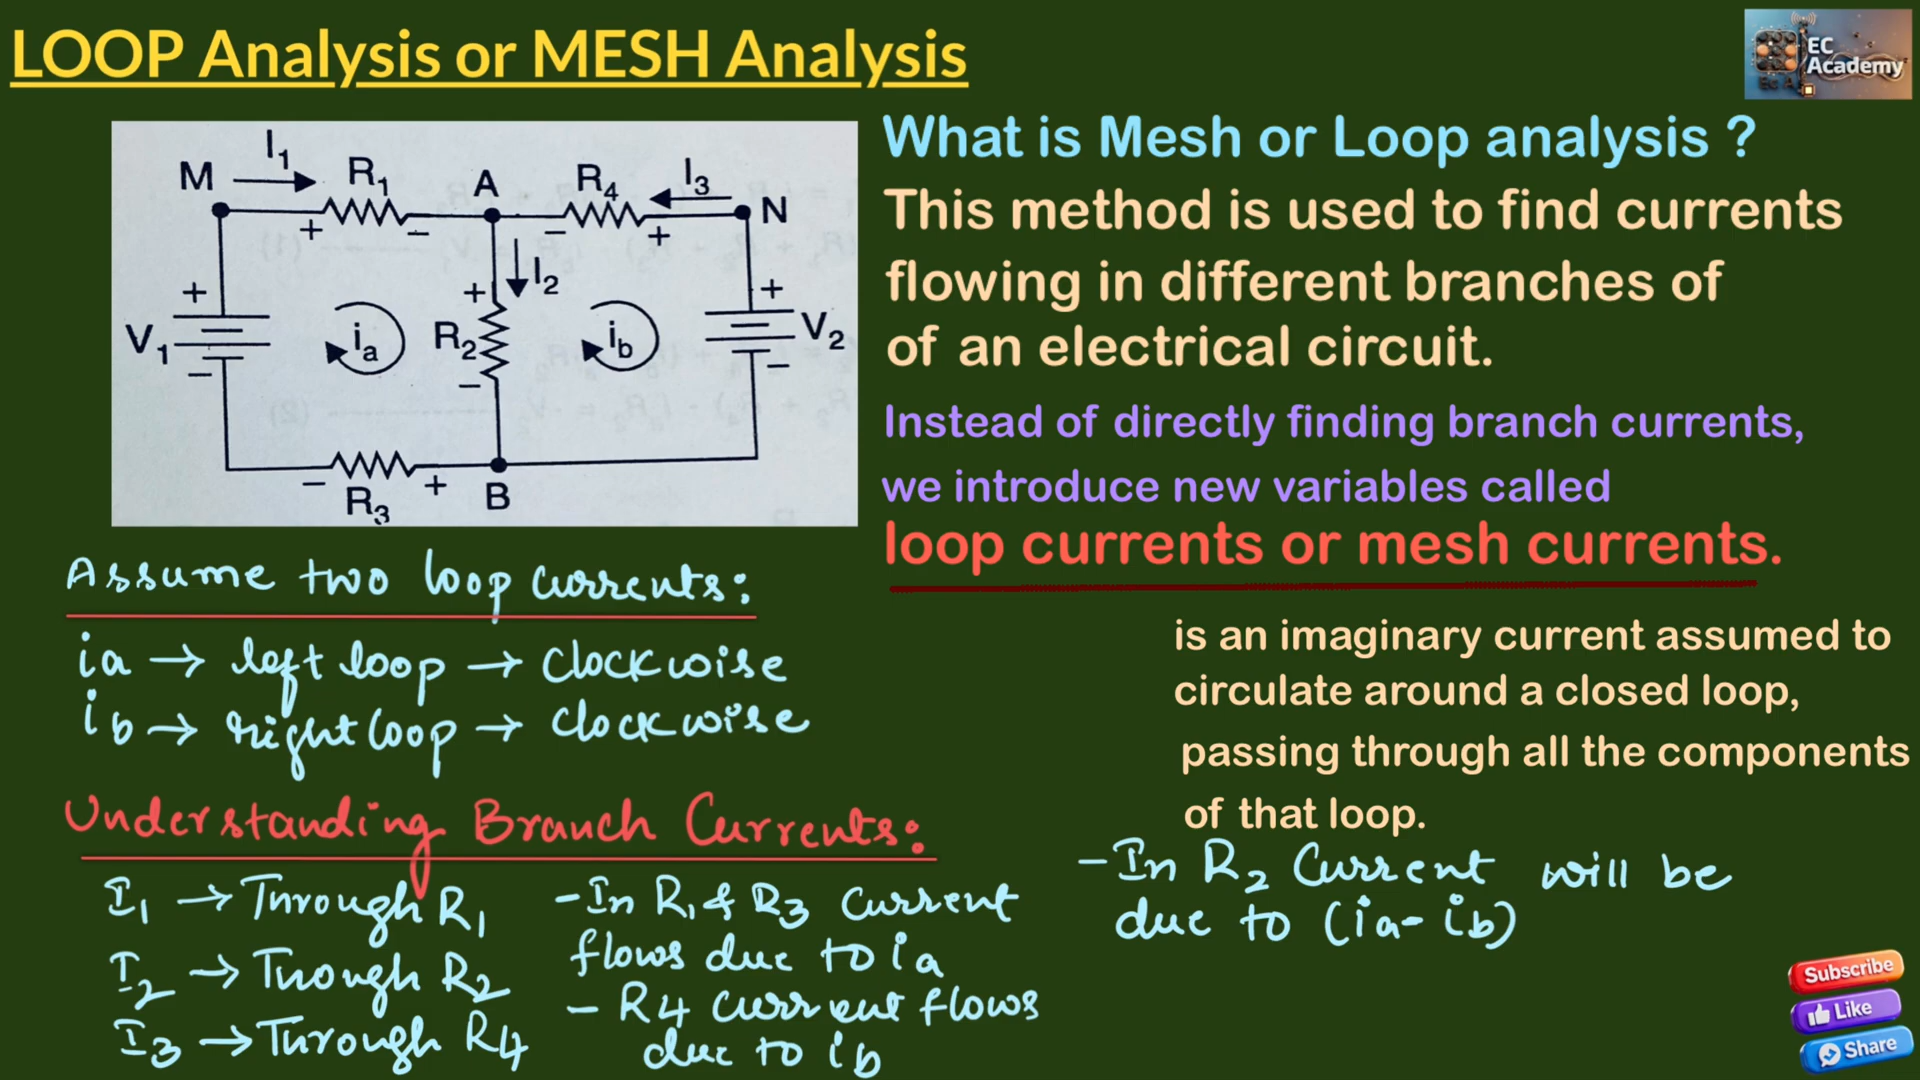 LOOP Analysis or MESH Analysis
EC
Academy
M
I1
R1
A
R4
I3
N
+
−
−
+
+
+
I2
+
V1
ia
R2
ib
V2
−
−
−
−
R3
+
B
What is Mesh or Loop analysis ?
This method is used to find currents
flowing in different branches of
of an electrical circuit.
Instead of directly finding branch currents,
we introduce new variables called
loop currents or mesh currents.
is an imaginary current assumed to
circulate around a closed loop,
passing through all the components
of that loop.
Assume two loop currents:
ia → left loop → Clockwise
ib → right loop → Clockwise
Understanding Branch Currents:
I1 → Through R1
I2 → Though R2
I3 → Through R4
- In R1 & R3 Current
flows due to ia
- R4 Current flows
due to ib
- In R2 Current will be
due to (ia - ib)
Subscribe
Like
Share